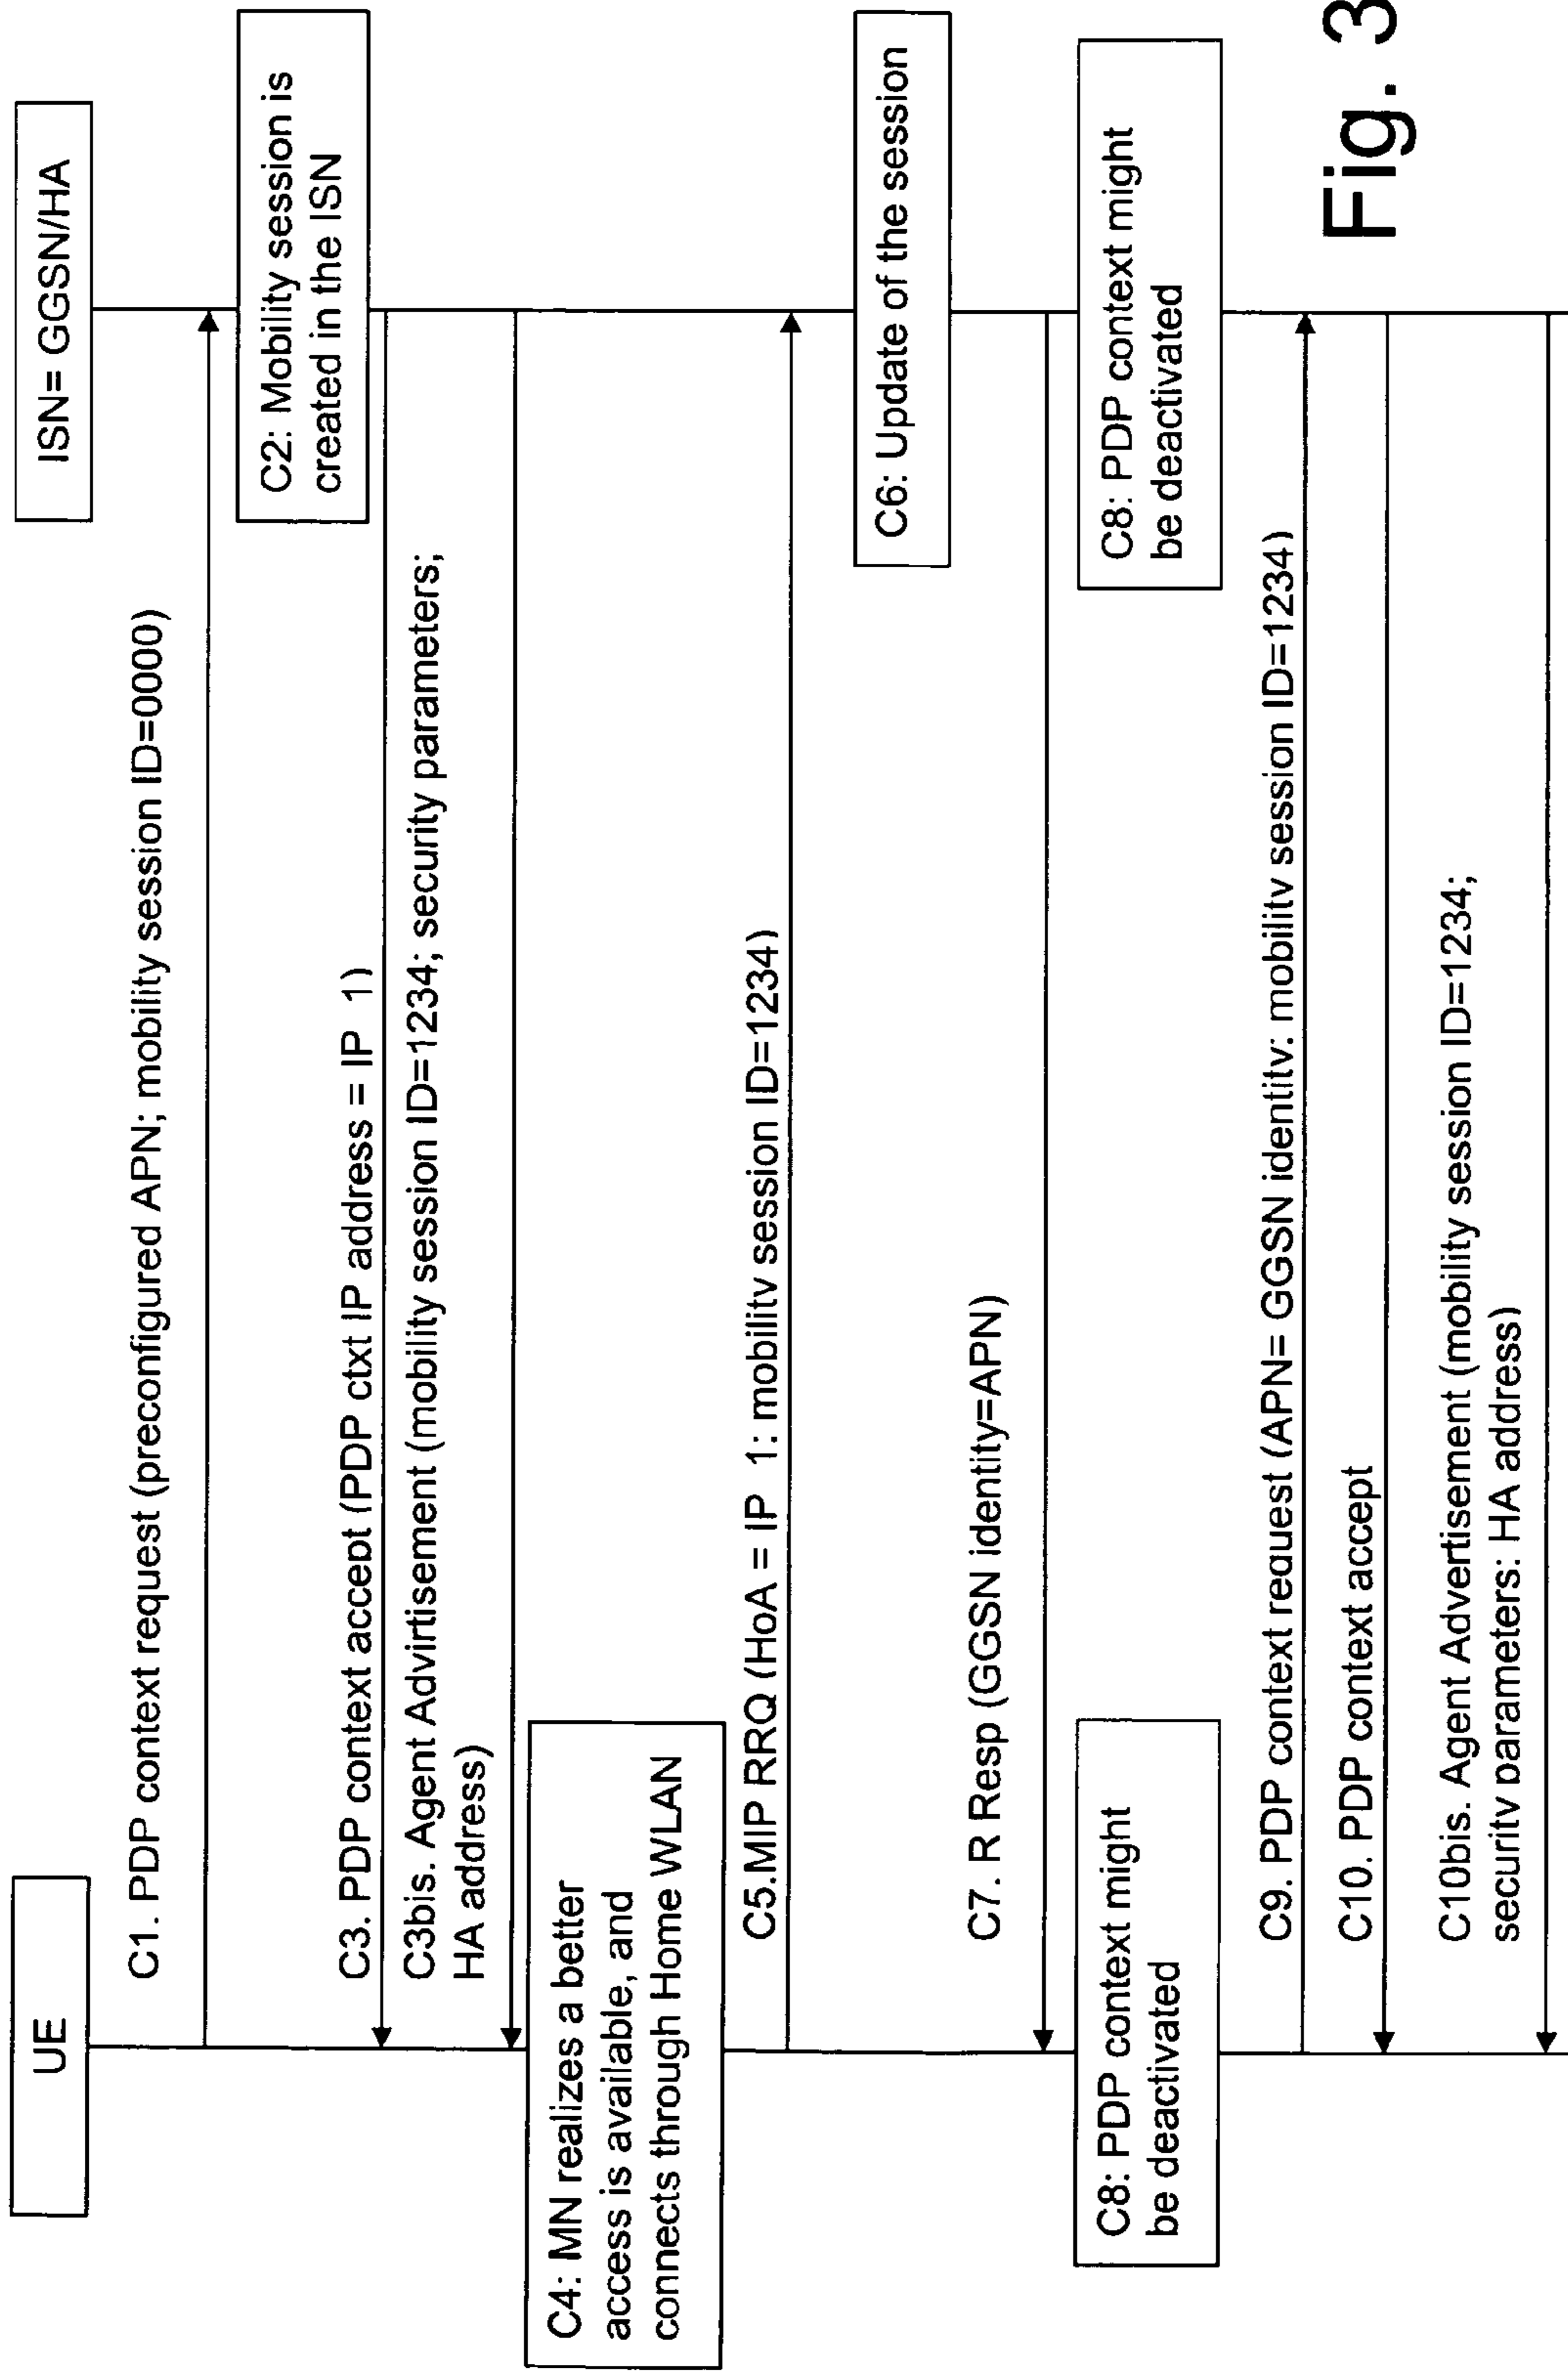 UE
ISN= GGSN/HA
C1. PDP context request (preconfigured APN; mobility session ID=0000)
C2: Mobility session is
created in the ISN
C3. PDP context accept (PDP ctxt IP address = IP 1)
C3bis. Agent Advirtisement (mobility session ID=1234; security parameters;
HA address)
C4: MN realizes a better
access is available, and
connects through Home WLAN
C5.MIP RRQ (HoA = IP 1: mobility session ID=1234)
C6: Update of the session
C7. R Resp (GGSN identity=APN)
C8: PDP context might
be deactivated
C8: PDP context might
be deactivated
C9. PDP context request (APN= GGSN identity: mobility session ID=1234)
C10. PDP context accept
C10bis. Agent Advertisement (mobility session ID=1234;
security parameters: HA address)
Fig. 3